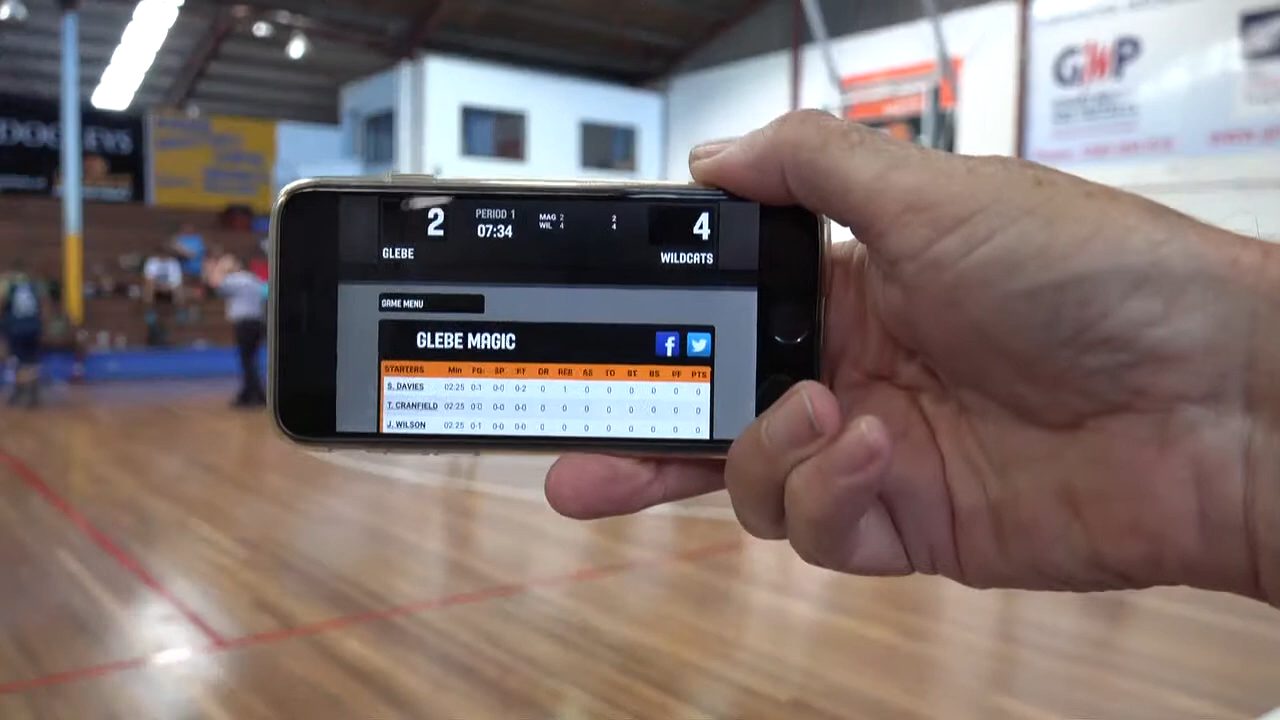 GWP
2 PERIOD 1 MAG 2 2 4
07:34 WIL 4 4
GLEBE WILDCATS
GAME MENU
GLEBE MAGIC
STARTERS Min FG 3P FT OR REB AS TO ST BS PF PTS
S. DAVIES 02:25 0-1 0-0 0-2 0 1 0 0 0 0 0 0
T. CRANFIELD 02:25 0-0 0-0 0-0 0 0 0 0 0 0 0 0
J. WILSON 02:25 0-1 0-0 0-0 0 0 0 0 0 0 0 0